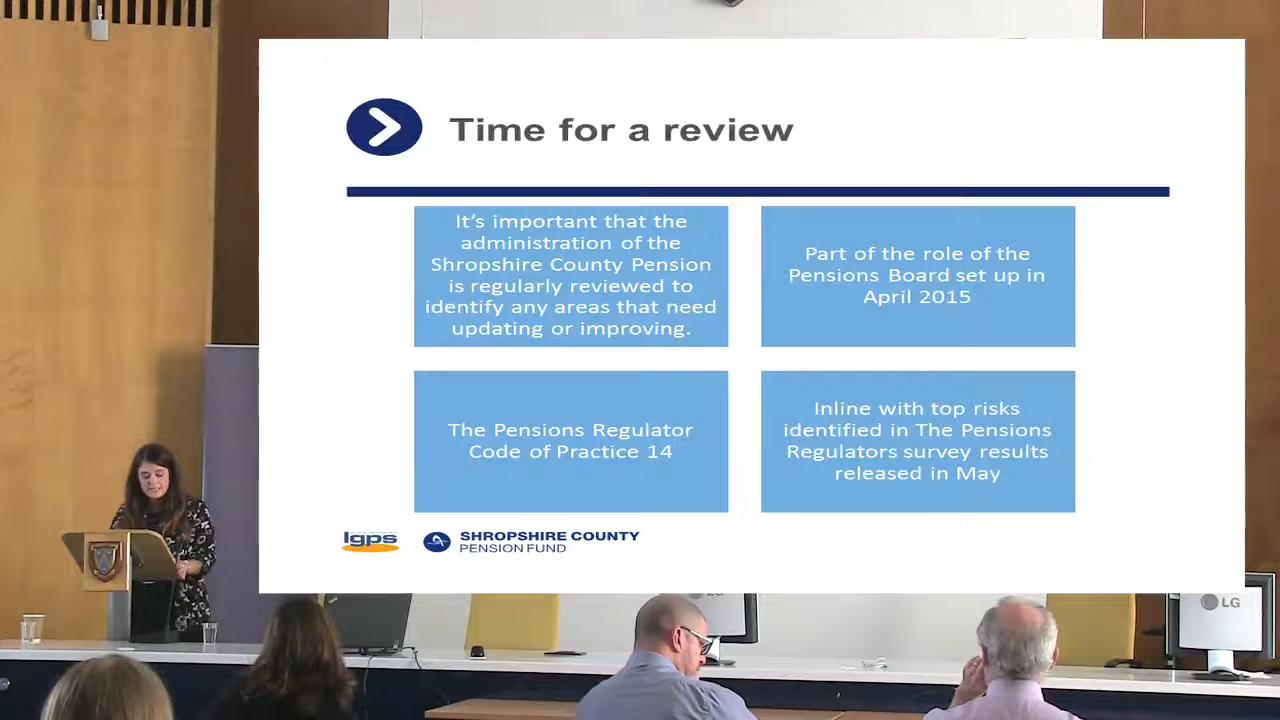 Time for a review
It's important that the
administration of the
Shropshire County Pension
is regularly reviewed to
identify any areas that need
updating or improving.
Part of the role of the
Pensions Board set up in
April 2015
The Pensions Regulator
Code of Practice 14
Inline with top risks
identified in The Pensions
Regulators survey results
released in May
lgps
SHROPSHIRE COUNTY
PENSION FUND
LG
LG